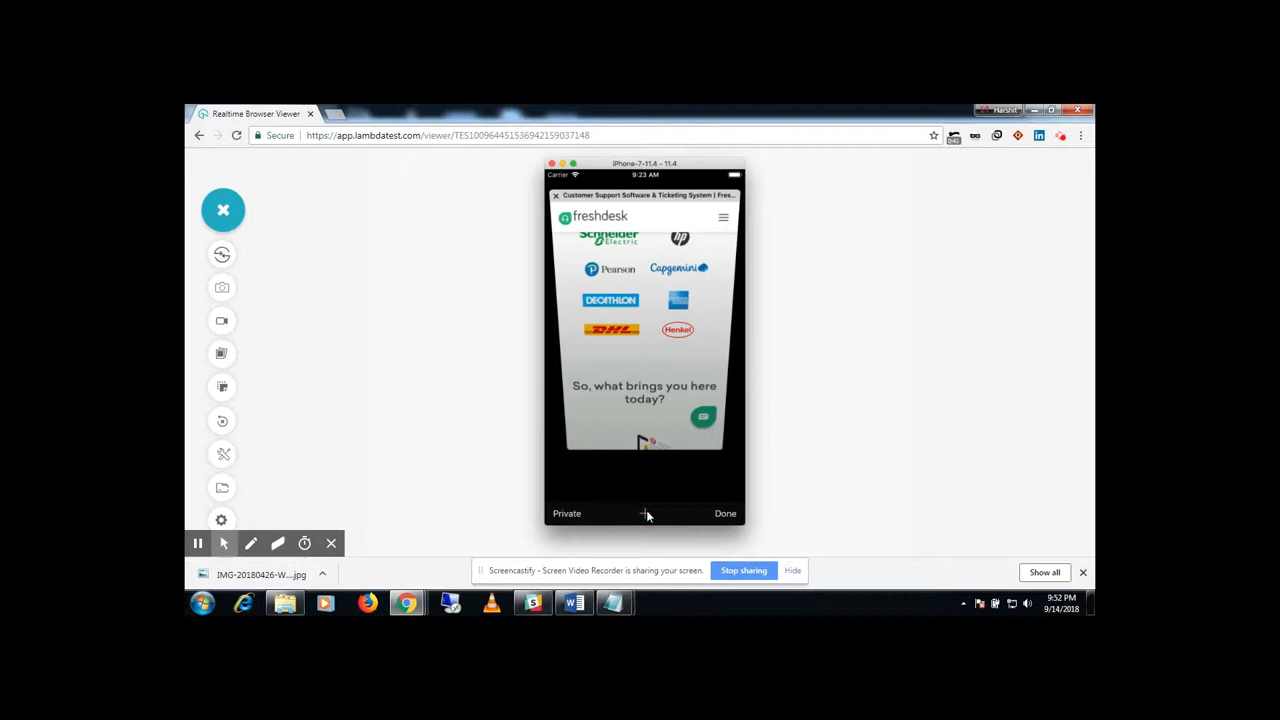 Realtime Browser Viewer
Harshit
Secure
https://app.lambdatest.com/viewer/TES100964451536942159037148
0:45
iPhone-7-11.4 - 11.4
Carrier
9:23 AM
Customer Support Software & Ticketing System | Fres...
freshdesk
Schneider Electric
hp
Pearson
Capgemini
DECATHLON
DHL
Henkel
So, what brings you here
today?
Private
Done
Screencastify - Screen Video Recorder is sharing your screen.
Stop sharing
Hide
IMG-20180426-W....jpg
Show all
9:52 PM
9/14/2018